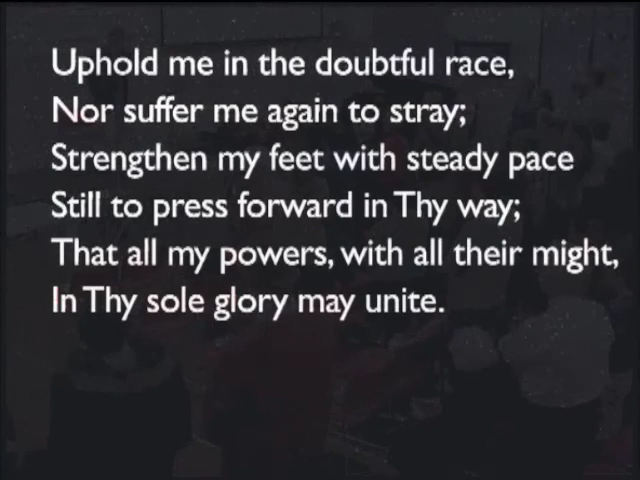 Uphold me in the doubtful race,
Nor suffer me again to stray;
Strengthen my feet with steady pace
Still to press forward in Thy way;
That all my powers, with all their might,
In Thy sole glory may unite.